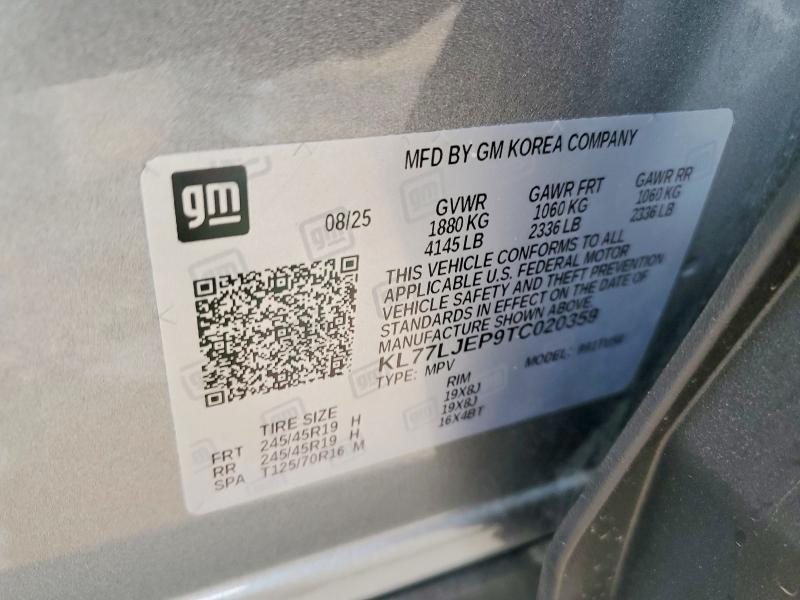 MFD BY GM KOREA COMPANY
gm
08/25
GVWR GAWR FRT GAWR RR
1880 KG 1060 KG 1060 KG
4145 LB 2336 LB 2336 LB
THIS VEHICLE CONFORMS TO ALL
APPLICABLE U.S. FEDERAL MOTOR
VEHICLE SAFETY AND THEFT PREVENTION
STANDARDS IN EFFECT ON THE DATE OF
MANUFACTURE SHOWN ABOVE.
KL77LJEP9TC020359
TYPE: MPV MODEL:
TIRE SIZE RIM
FRT 245/45R19 H 19X8J
RR 245/45R19 H 19X8J
SPA T125/70R16 M 16X4BT